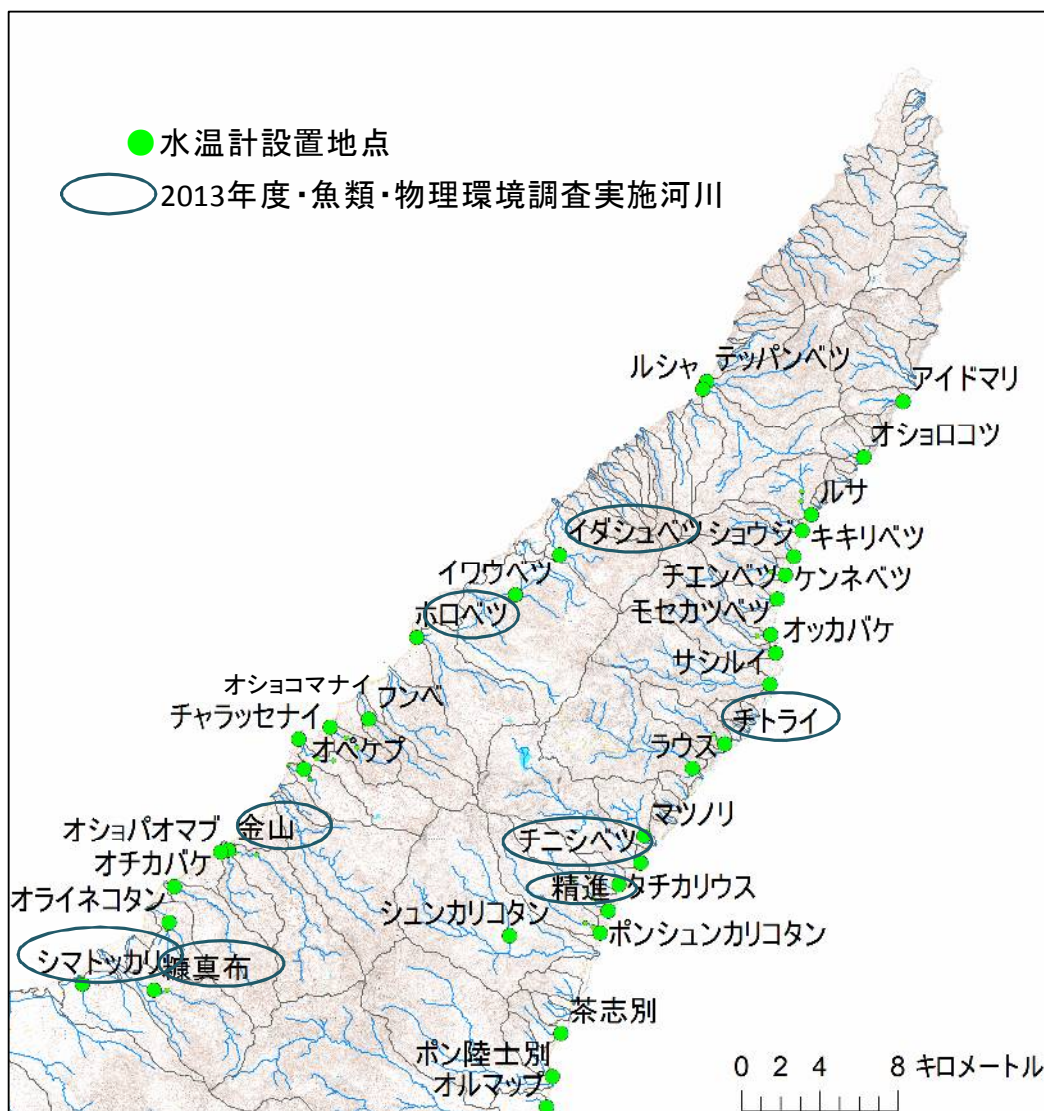 水温計設置地点
2013年度・魚類・物理環境調査実施河川
ルシャ
テッパンベツ
アイドマリ
オショロコツ
ルサ
イダシュベツ
ショウジ
キキリベツ
イワウベツ
チエンベツ
ケンネベツ
ホロベツ
モセカツベツ
オッカバケ
サシルイ
オショコマナイ
フンベ
チャラッセナイ
チトライ
オペケプ
ラウス
マツノリ
オショパオマブ
金山
チニシベツ
オチカバケ
精進
タチカリウス
オライネコタン
シュンカリコタン
ポンシュンカリコタン
シマトッカリ
糠真布
茶志別
ポン陸士別
オルマップ
0 2 4 8 キロメートル